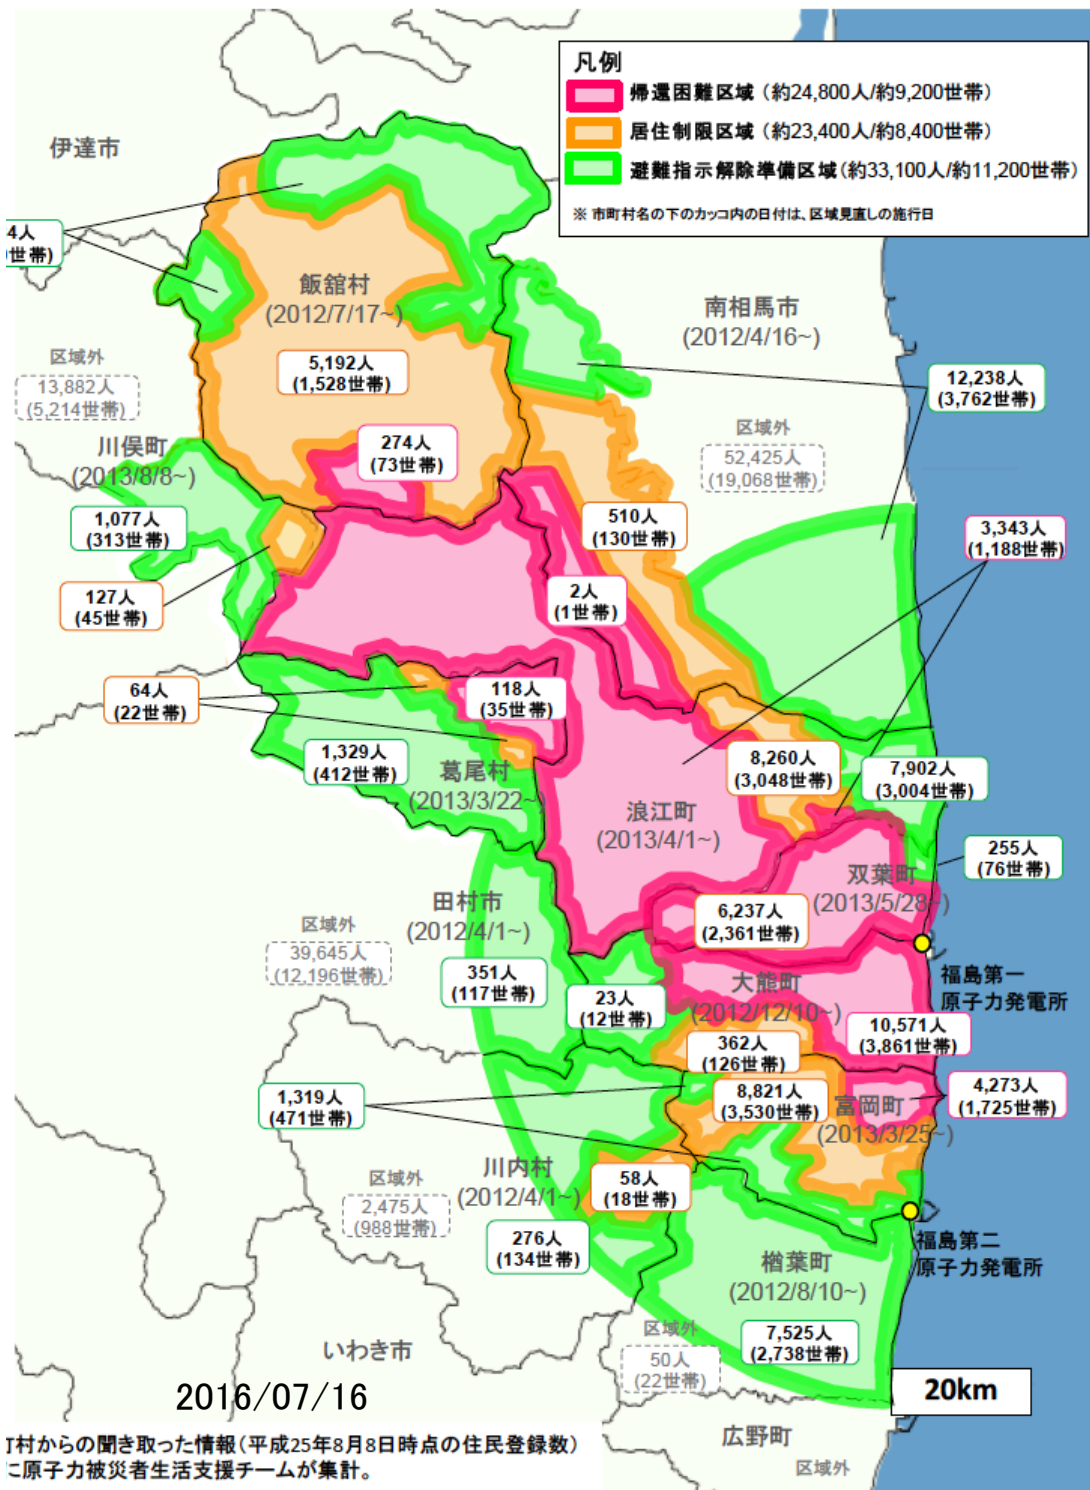 凡例
帰還困難区域（約24,800人/約9,200世帯）
居住制限区域（約23,400人/約8,400世帯）
避難指示解除準備区域（約33,100人/約11,200世帯）
※ 市町村名の下のカッコ内の日付は、区域見直しの施行日
伊達市
4人
世帯)
飯舘村
(2012/7/17~)
南相馬市
(2012/4/16~)
区域外
13,882人
(5,214世帯)
5,192人
(1,528世帯)
12,238人
(3,762世帯)
川俣町
(2013/8/8~)
274人
(73世帯)
区域外
52,425人
(19,068世帯)
1,077人
(313世帯)
510人
(130世帯)
3,343人
(1,188世帯)
127人
(45世帯)
2人
(1世帯)
64人
(22世帯)
118人
(35世帯)
1,329人
(412世帯)
葛尾村
(2013/3/22~)
8,260人
(3,048世帯)
7,902人
(3,004世帯)
浪江町
(2013/4/1~)
255人
(76世帯)
双葉町
(2013/5/28~)
田村市
(2012/4/1~)
6,237人
(2,361世帯)
区域外
39,645人
(12,196世帯)
351人
(117世帯)
23人
(12世帯)
大熊町
(2012/12/10~)
福島第一
原子力発電所
10,571人
(3,861世帯)
362人
(126世帯)
1,319人
(471世帯)
8,821人
(3,530世帯)
富岡町
(2013/3/25~)
4,273人
(1,725世帯)
川内村
(2012/4/1~)
区域外
2,475人
(988世帯)
58人
(18世帯)
276人
(134世帯)
福島第二
原子力発電所
楢葉町
(2012/8/10~)
7,525人
(2,738世帯)
区域外
50人
(22世帯)
いわき市
2016/07/16
20km
広野町
区域外
町村からの聞き取った情報（平成25年8月8日時点の住民登録数）
に原子力被災者生活支援チームが集計。